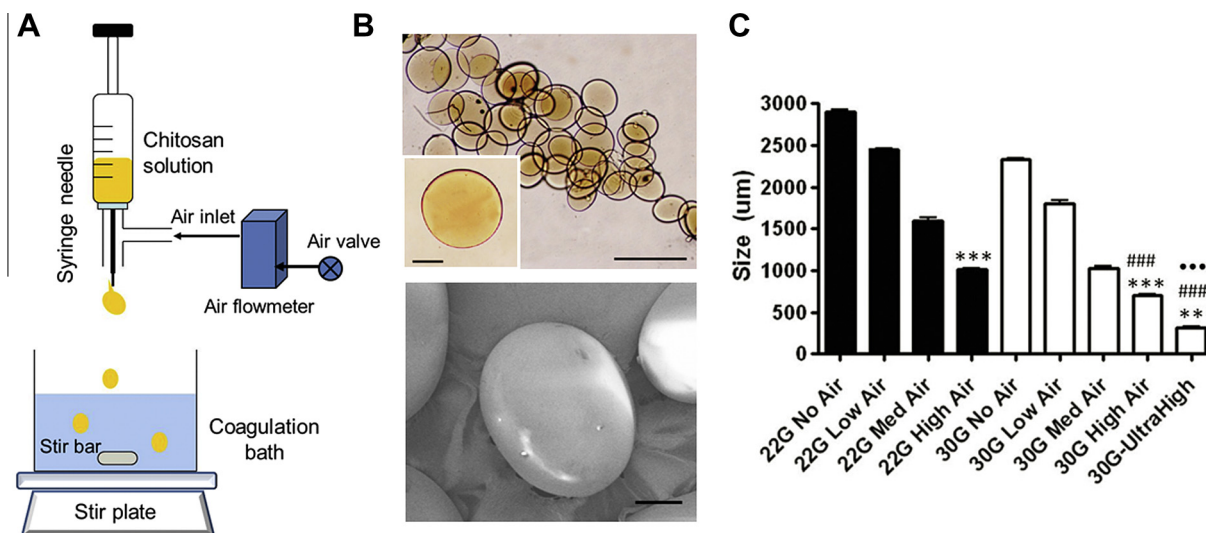 A
Chitosan
solution
Syringe needle
Air inlet
Air valve
Air flowmeter
Stir bar
Coagulation
bath
Stir plate
B
C
Size (um)
3000
2500
2000
1500
1000
500
0
***
###
***
•••
###
**
22G No Air
22G Low Air
22G Med Air
22G High Air
30G No Air
30G Low Air
30G Med Air
30G High Air
30G-UltraHigh